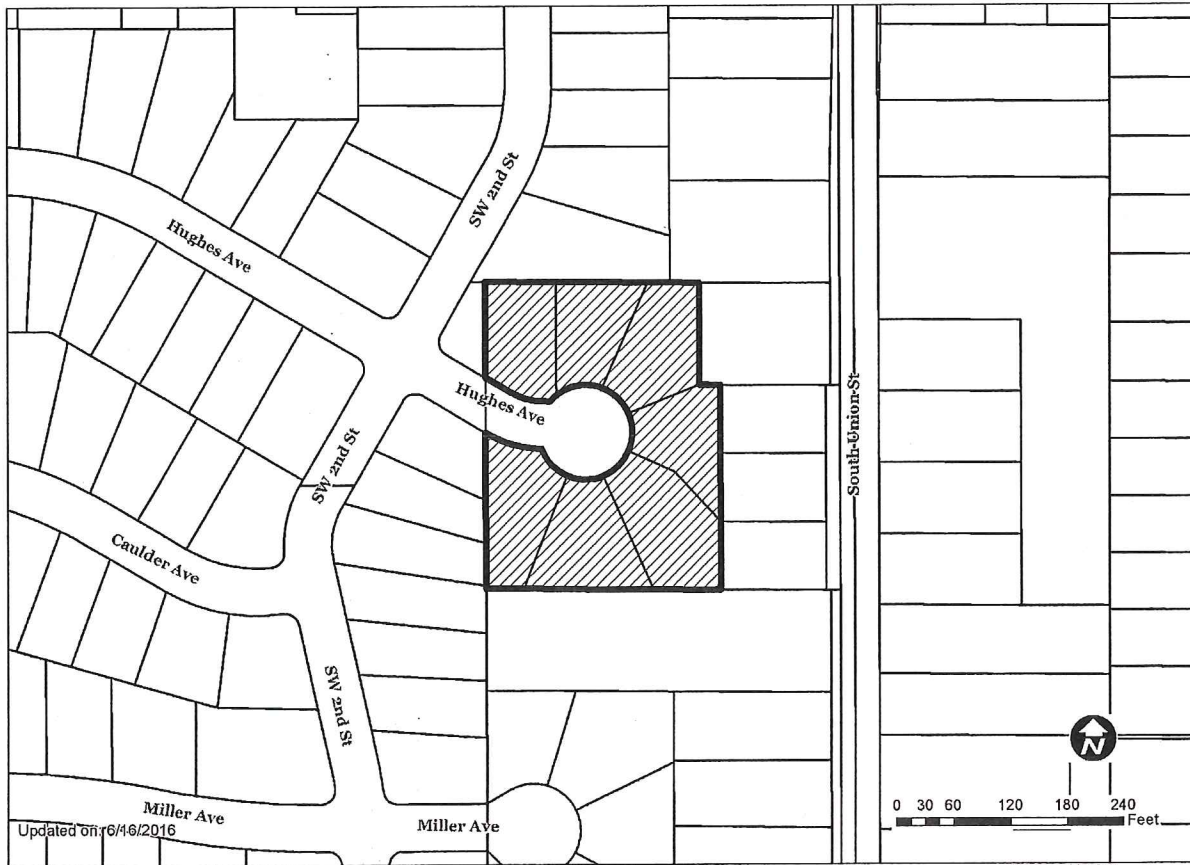 SW 2nd St
Hughes Ave
Hughes Ave
SW 2nd St
South Union St
Caulder Ave
SW 2nd St
N
0 30 60 120 180 240
Feet
Miller Ave
Miller Ave
Updated on: 6/16/2016